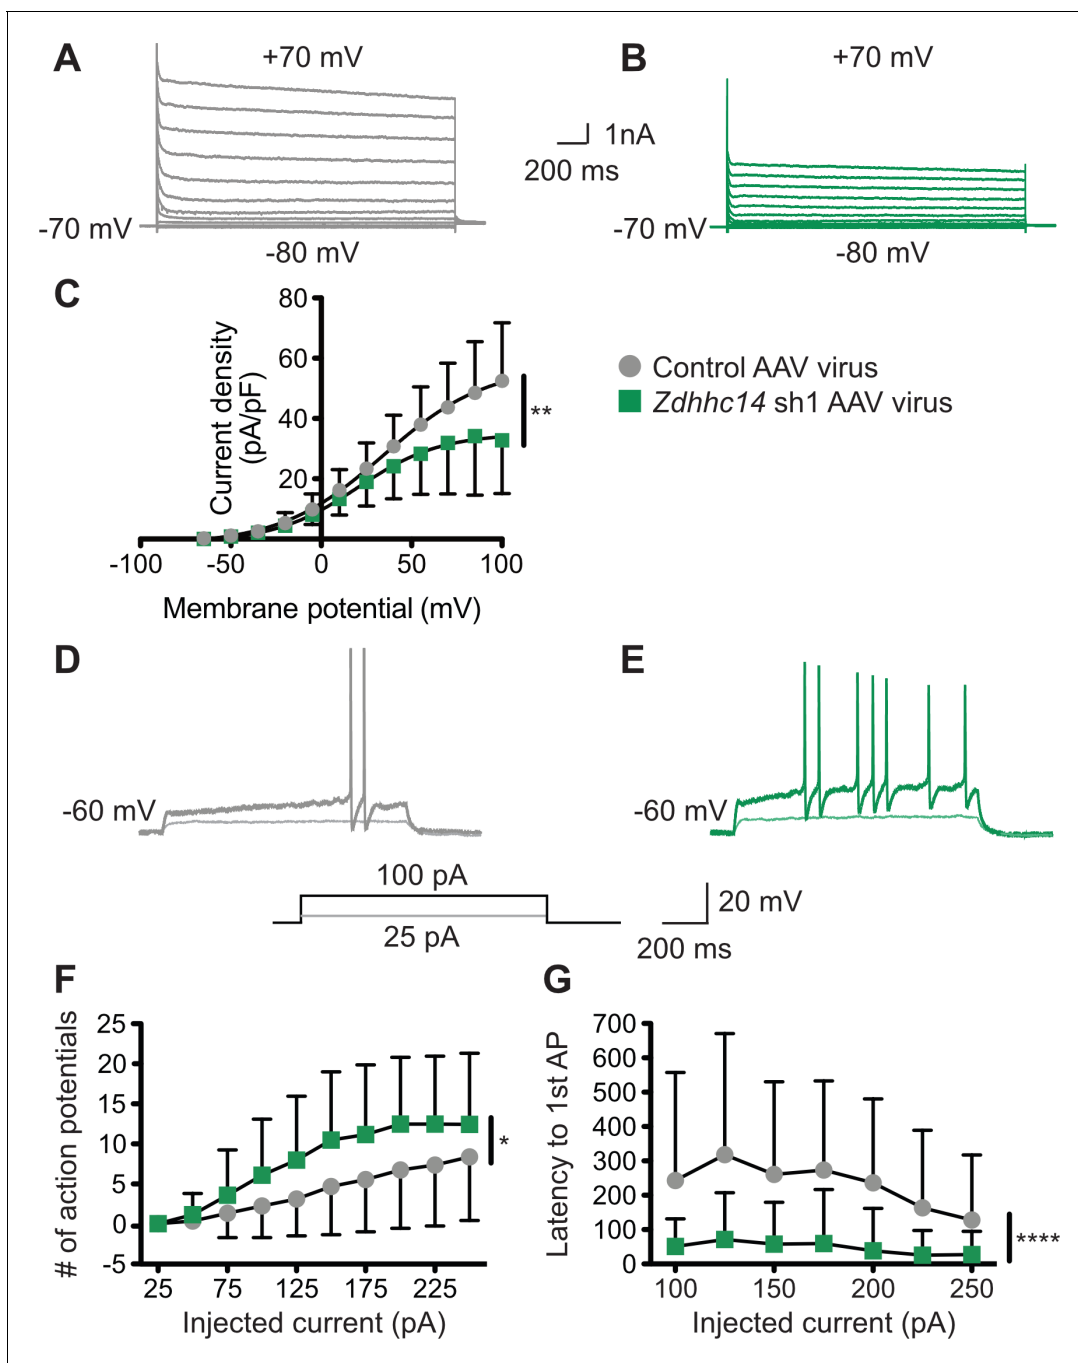 A
+70 mV
-70 mV
-80 mV
1nA
200 ms
B
+70 mV
-70 mV
-80 mV
C
Current density
(pA/pF)
80
60
40
20
-100
-50
0
50
100
Membrane potential (mV)
**
Control AAV virus
Zdhhc14 sh1 AAV virus
D
-60 mV
E
-60 mV
100 pA
25 pA
20 mV
200 ms
F
# of action potentials
25
20
15
10
5
0
-5
25
75
125
175
225
Injected current (pA)
*
G
Latency to 1st AP
700
600
500
400
300
200
100
0
100
150
200
250
Injected current (pA)
****